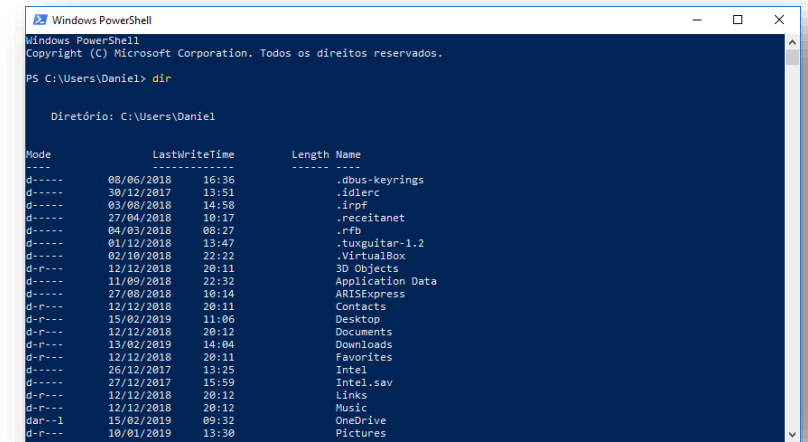 Windows PowerShell
Windows PowerShell
Copyright (C) Microsoft Corporation. Todos os direitos reservados.
PS C:\Users\Daniel> dir
Diretório: C:\Users\Daniel
Mode LastWriteTime Length Name
---- ------------- ------ ----
d----- 08/06/2018 16:36 .dbus-keyrings
d----- 30/12/2017 13:51 .idlerc
d----- 03/08/2018 14:58 .irpf
d----- 27/04/2018 10:17 .receitanet
d----- 04/03/2018 08:27 .rfb
d----- 01/12/2018 13:47 .tuxguitar-1.2
d----- 02/10/2018 22:22 .VirtualBox
d-r--- 12/12/2018 20:11 3D Objects
d----- 11/09/2018 22:32 Application Data
d----- 27/08/2018 10:14 ARISExpress
d-r--- 12/12/2018 20:11 Contacts
d-r--- 15/02/2019 11:06 Desktop
d-r--- 12/12/2018 20:12 Documents
d-r--- 13/02/2019 14:04 Downloads
d-r--- 12/12/2018 20:11 Favorites
d----- 26/12/2017 13:25 Intel
d----- 27/12/2017 15:59 Intel.sav
d-r--- 12/12/2018 20:12 Links
d-r--- 12/12/2018 20:12 Music
dar--l 15/02/2019 09:32 OneDrive
d-r--- 10/01/2019 13:30 Pictures